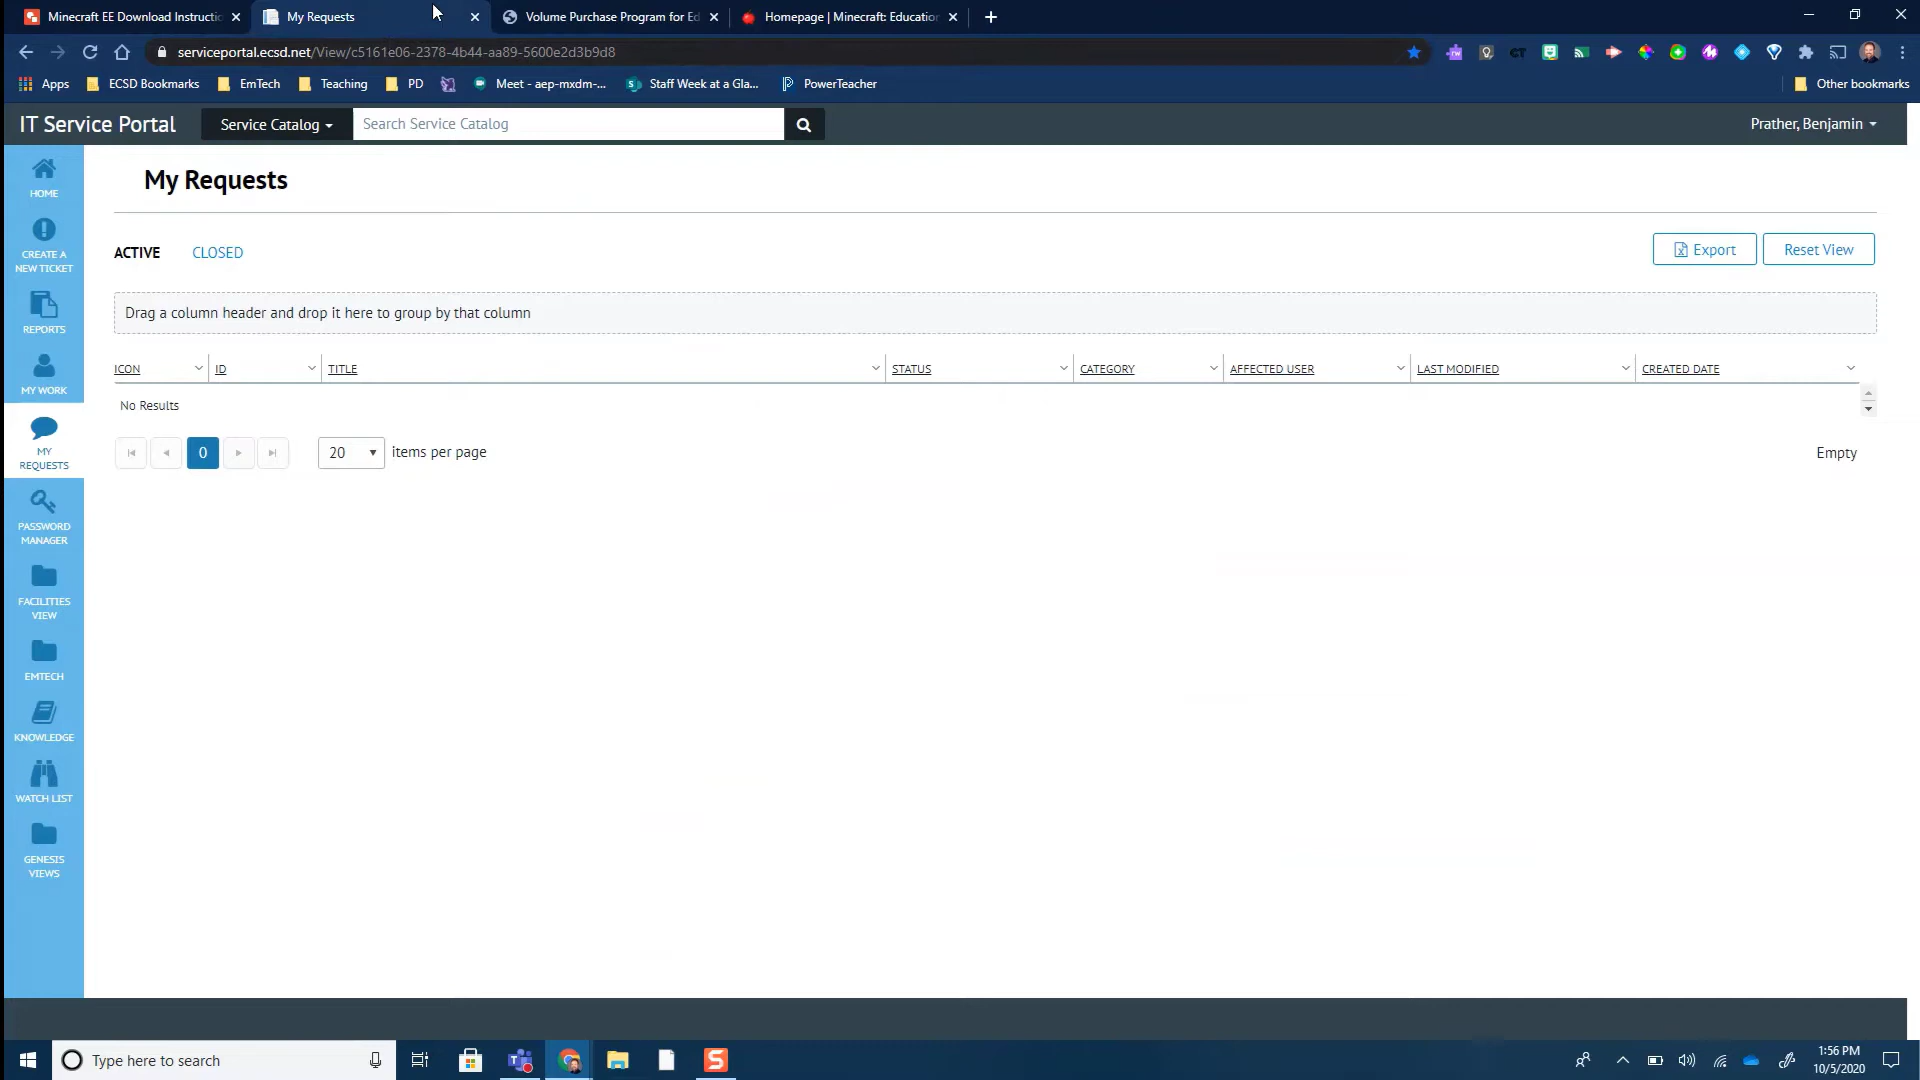 Minecraft EE Download Instructi
My Requests
Volume Purchase Program for Ed
Homepage | Minecraft: Education
serviceportal.ecsd.net/View/c5161e06-2378-4b44-aa89-5600e2d3b9d8
Apps
ECSD Bookmarks
EmTech
Teaching
PD
Meet - aep-mxdm-...
Staff Week at a Gla...
PowerTeacher
Other bookmarks
IT Service Portal
Service Catalog
Search Service Catalog
Prather, Benjamin
HOME
CREATE A
NEW TICKET
REPORTS
MY WORK
MY
REQUESTS
PASSWORD
MANAGER
FACILITIES
VIEW
EMTECH
KNOWLEDGE
WATCH LIST
GENESIS
VIEWS
My Requests
ACTIVE CLOSED
Export
Reset View
Drag a column header and drop it here to group by that column
ICON ID TITLE STATUS CATEGORY AFFECTED USER LAST MODIFIED CREATED DATE
No Results
0
20
items per page
Empty
Type here to search
1:56 PM
10/5/2020